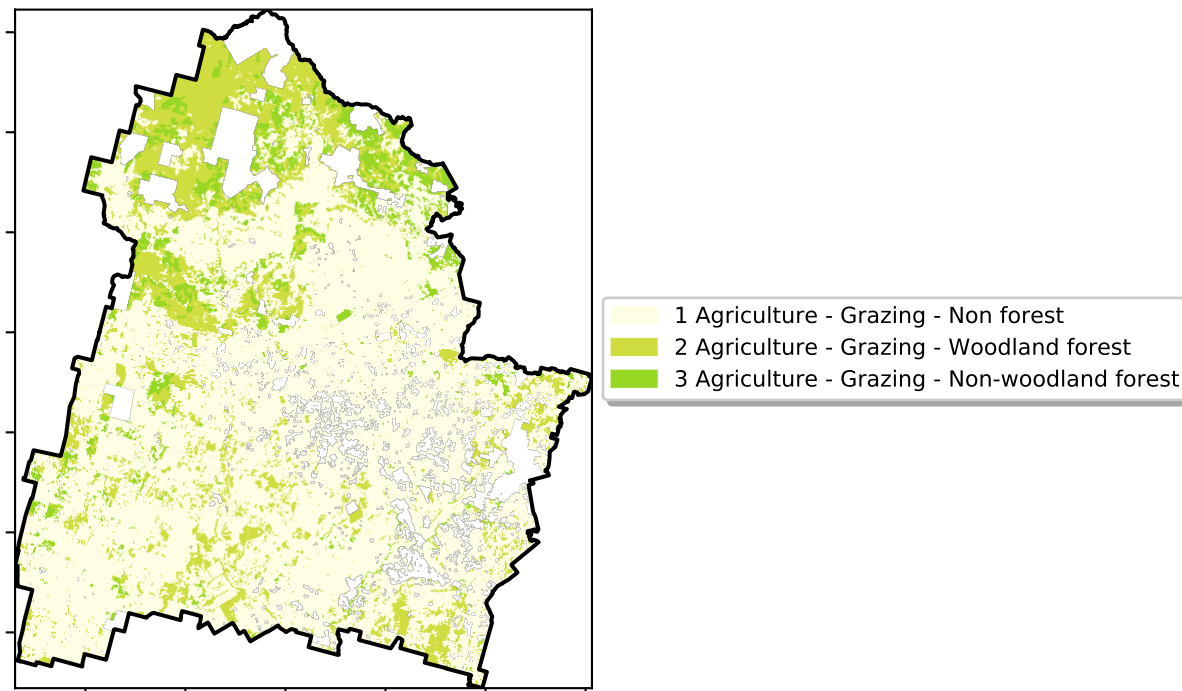 1 Agriculture - Grazing - Non forest
2 Agriculture - Grazing - Woodland forest
3 Agriculture - Grazing - Non-woodland forest